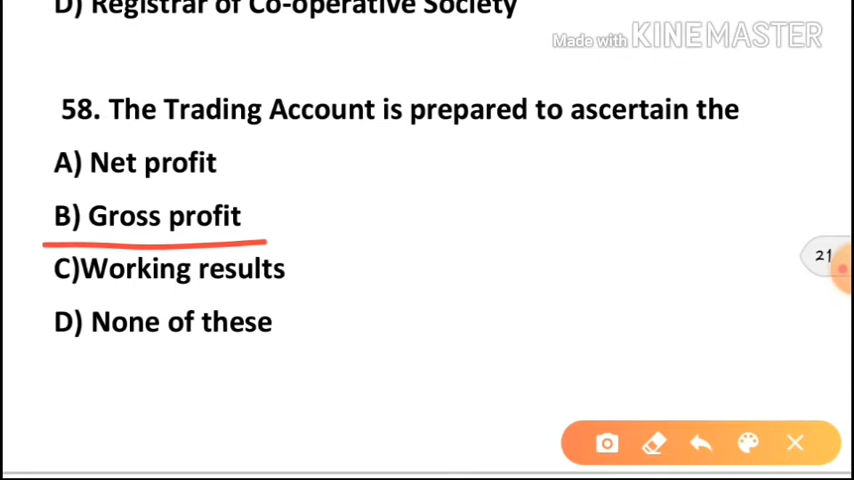 D) Registrar of Co-operative Society
Made with KINEMASTER
58. The Trading Account is prepared to ascertain the
A) Net profit
B) Gross profit
C)Working results
D) None of these
21